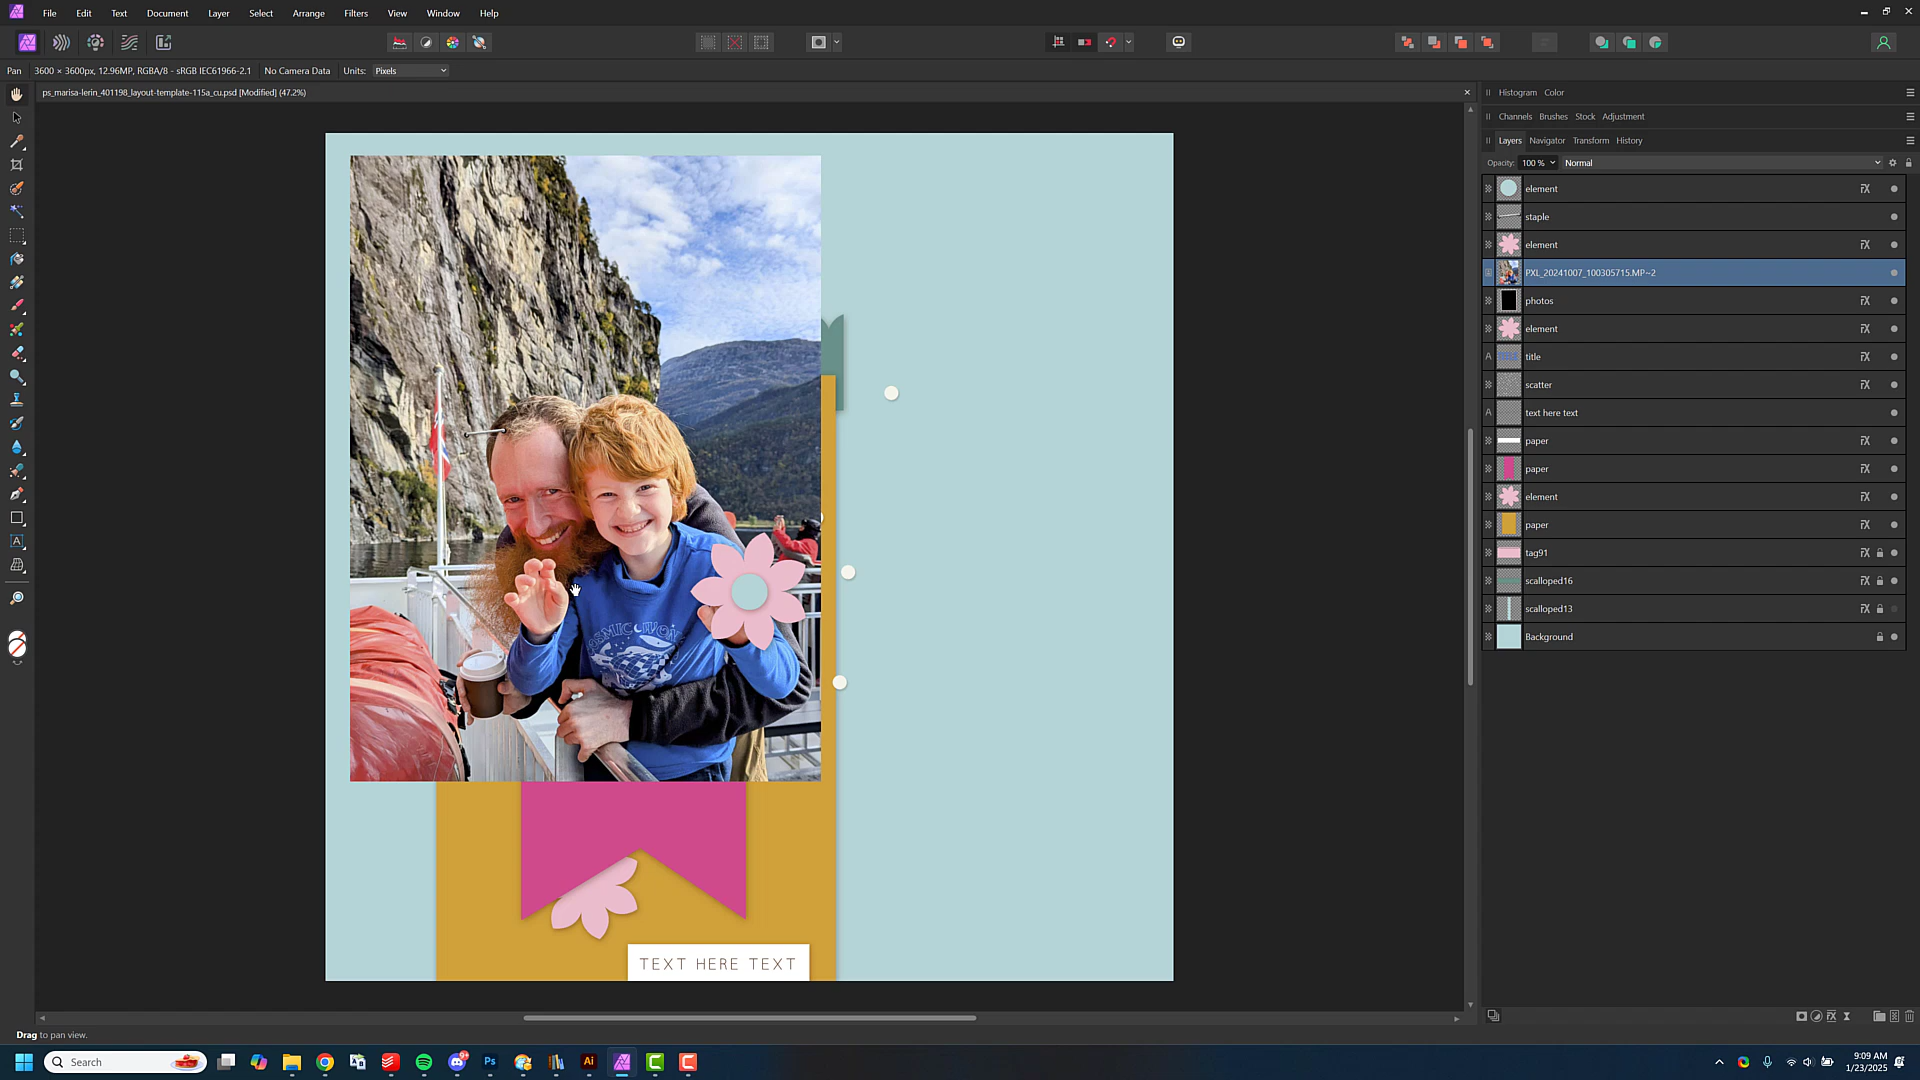 File Edit Text Document Layer Select Arrange Filters View Window Help
Pan 3600 × 3600px, 12.96MP, RGBA/8 - sRGB IEC61966-2.1 No Camera Data Units: Pixels
ps_marisa-lerin_401198_layout-template-115a_cu.psd [Modified] (47.2%)
Histogram Color
Channels Brushes Stock Adjustment
Layers Navigator Transform History
Opacity: 100 % Normal
element
staple
element
PXL_20241007_100305715.MP~2
photos
element
title
scatter
text here text
paper
paper
element
paper
tag91
scalloped16
scalloped13
Background
COSMIC WON
TEXT HERE TEXT
Drag to pan view.
Search
9:09 AM
1/23/2025